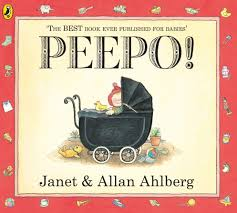 'THE BEST BOOK EVER PUBLISHED FOR BABIES'
PEEPO!
Janet & Allan Ahlberg